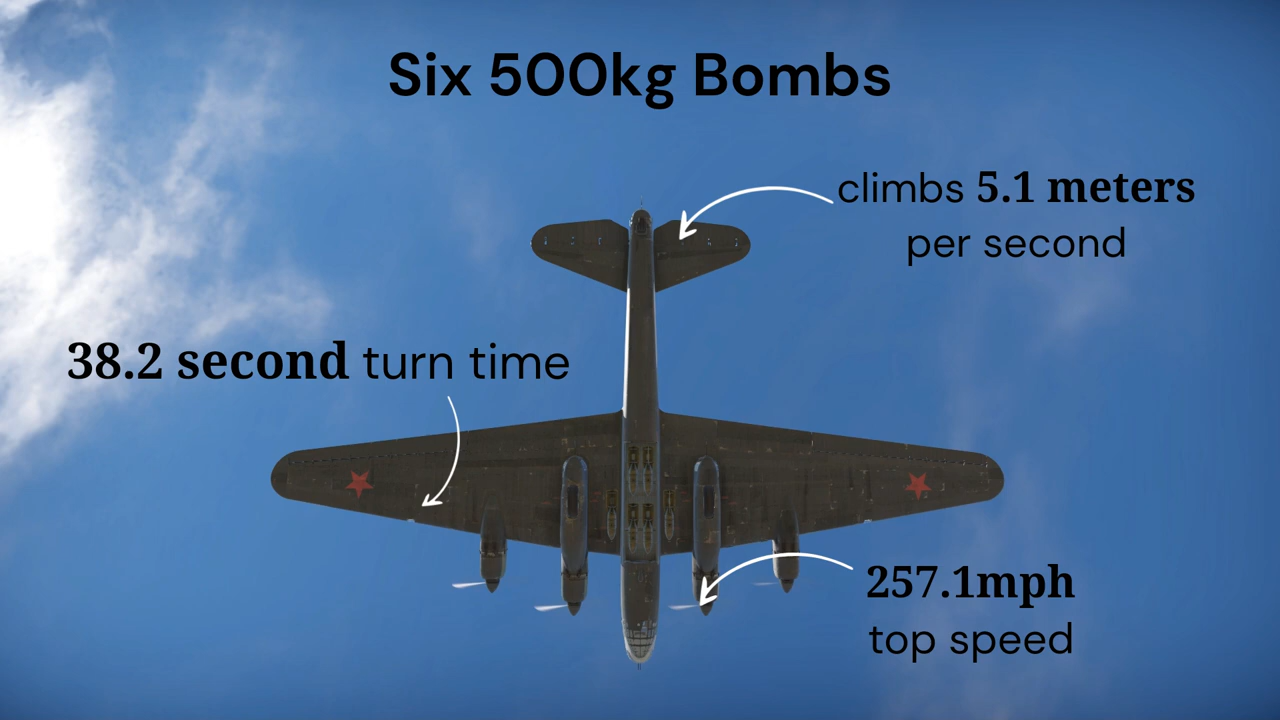 Six 500kg Bombs
climbs 5.1 meters
per second
38.2 second turn time
257.1mph
top speed